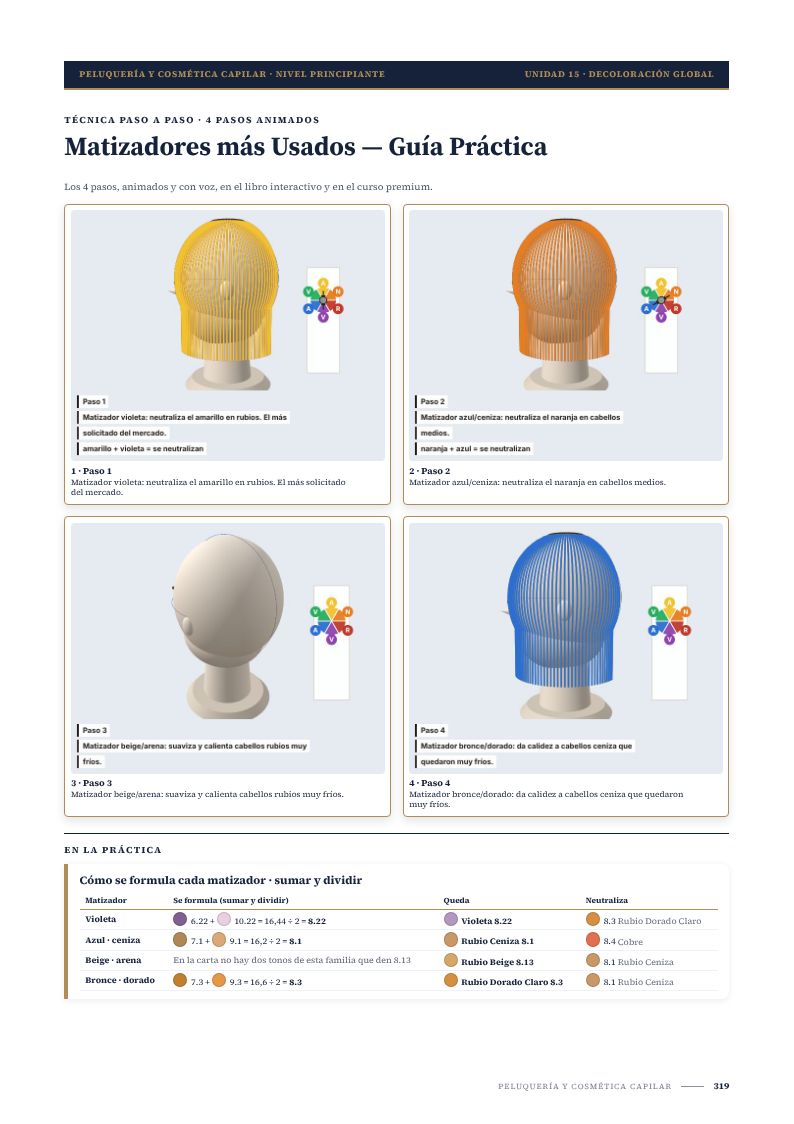 PELUQUERÍA Y COSMÉTICA CAPILAR · NIVEL PRINCIPIANTE
UNIDAD 15 · DECOLORACIÓN GLOBAL
TÉCNICA PASO A PASO · 4 PASOS ANIMADOS
Matizadores más Usados — Guía Práctica
Los 4 pasos, animados y con voz, en el libro interactivo y en el curso premium.
A
V N
A R
V
Paso 1
Matizador violeta: neutraliza el amarillo en rubios. El más
solicitado del mercado.
amarillo + violeta = se neutralizan
1 · Paso 1
Matizador violeta: neutraliza el amarillo en rubios. El más solicitado
del mercado.
A
V N
A R
V
Paso 2
Matizador azul/ceniza: neutraliza el naranja en cabellos
medios.
naranja + azul = se neutralizan
2 · Paso 2
Matizador azul/ceniza: neutraliza el naranja en cabellos medios.
A
V N
A R
V
Paso 3
Matizador beige/arena: suaviza y calienta cabellos rubios muy
fríos.
3 · Paso 3
Matizador beige/arena: suaviza y calienta cabellos rubios muy fríos.
A
V N
A R
V
Paso 4
Matizador bronce/dorado: da calidez a cabellos ceniza que
quedaron muy fríos.
4 · Paso 4
Matizador bronce/dorado: da calidez a cabellos ceniza que quedaron
muy fríos.
EN LA PRÁCTICA
Cómo se formula cada matizador · sumar y dividir
Matizador Se formula (sumar y dividir) Queda Neutraliza
Violeta 6.22 + 10.22 = 16,44 ÷ 2 = 8.22 Violeta 8.22 8.3 Rubio Dorado Claro
Azul · ceniza 7.1 + 9.1 = 16,2 ÷ 2 = 8.1 Rubio Ceniza 8.1 8.4 Cobre
Beige · arena En la carta no hay dos tonos de esta familia que den 8.13 Rubio Beige 8.13 8.1 Rubio Ceniza
Bronce · dorado 7.3 + 9.3 = 16,6 ÷ 2 = 8.3 Rubio Dorado Claro 8.3 8.1 Rubio Ceniza
PELUQUERÍA Y COSMÉTICA CAPILAR 319